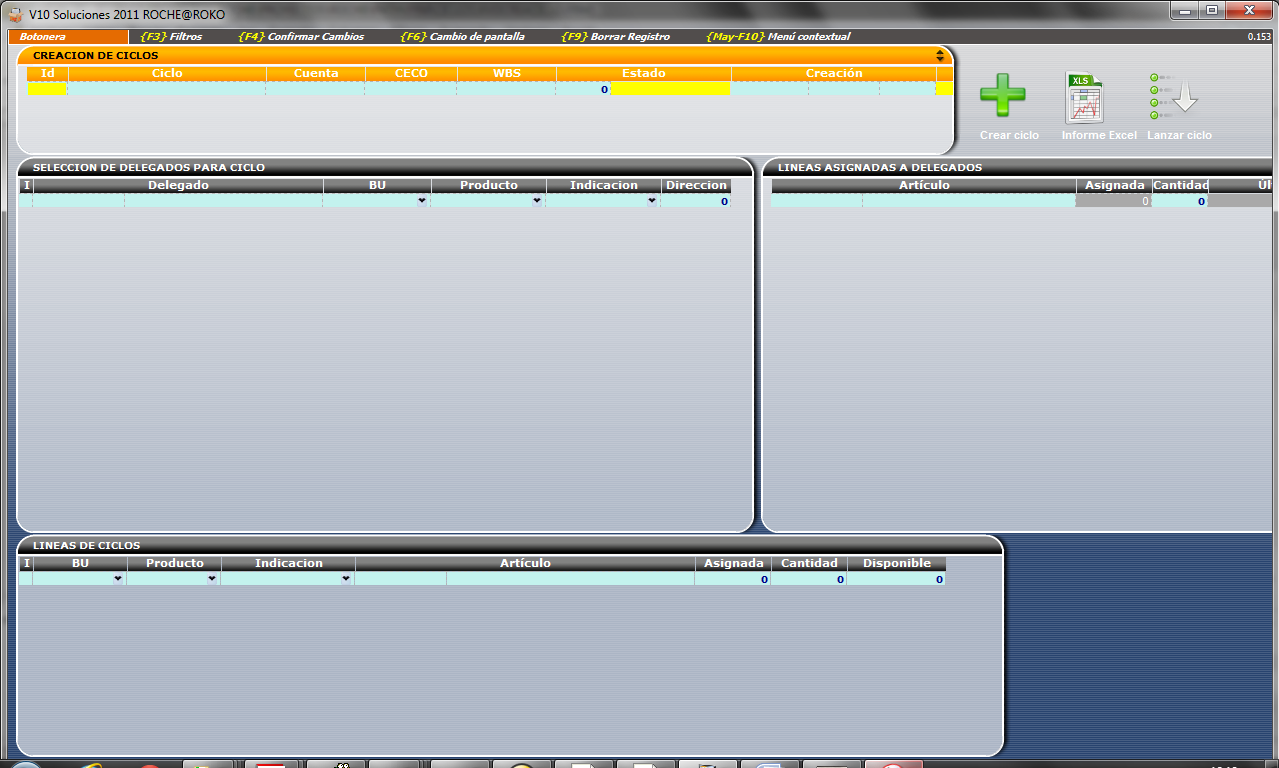 V10 Soluciones 2011 ROCHE@ROKO
Botonera {F3} Filtros {F4} Confirmar Cambios {F6} Cambio de pantalla {F9} Borrar Registro {May-F10} Menú contextual 0.153
CREACION DE CICLOS
Id Ciclo Cuenta CECO WBS Estado Creación
0
XLS
Crear ciclo Informe Excel Lanzar ciclo
SELECCION DE DELEGADOS PARA CICLO
I Delegado BU Producto Indicacion Direccion
0
LINEAS ASIGNADAS A DELEGADOS
Artículo Asignada Cantidad Úl
0 0
LINEAS DE CICLOS
I BU Producto Indicacion Artículo Asignada Cantidad Disponible
0 0 0